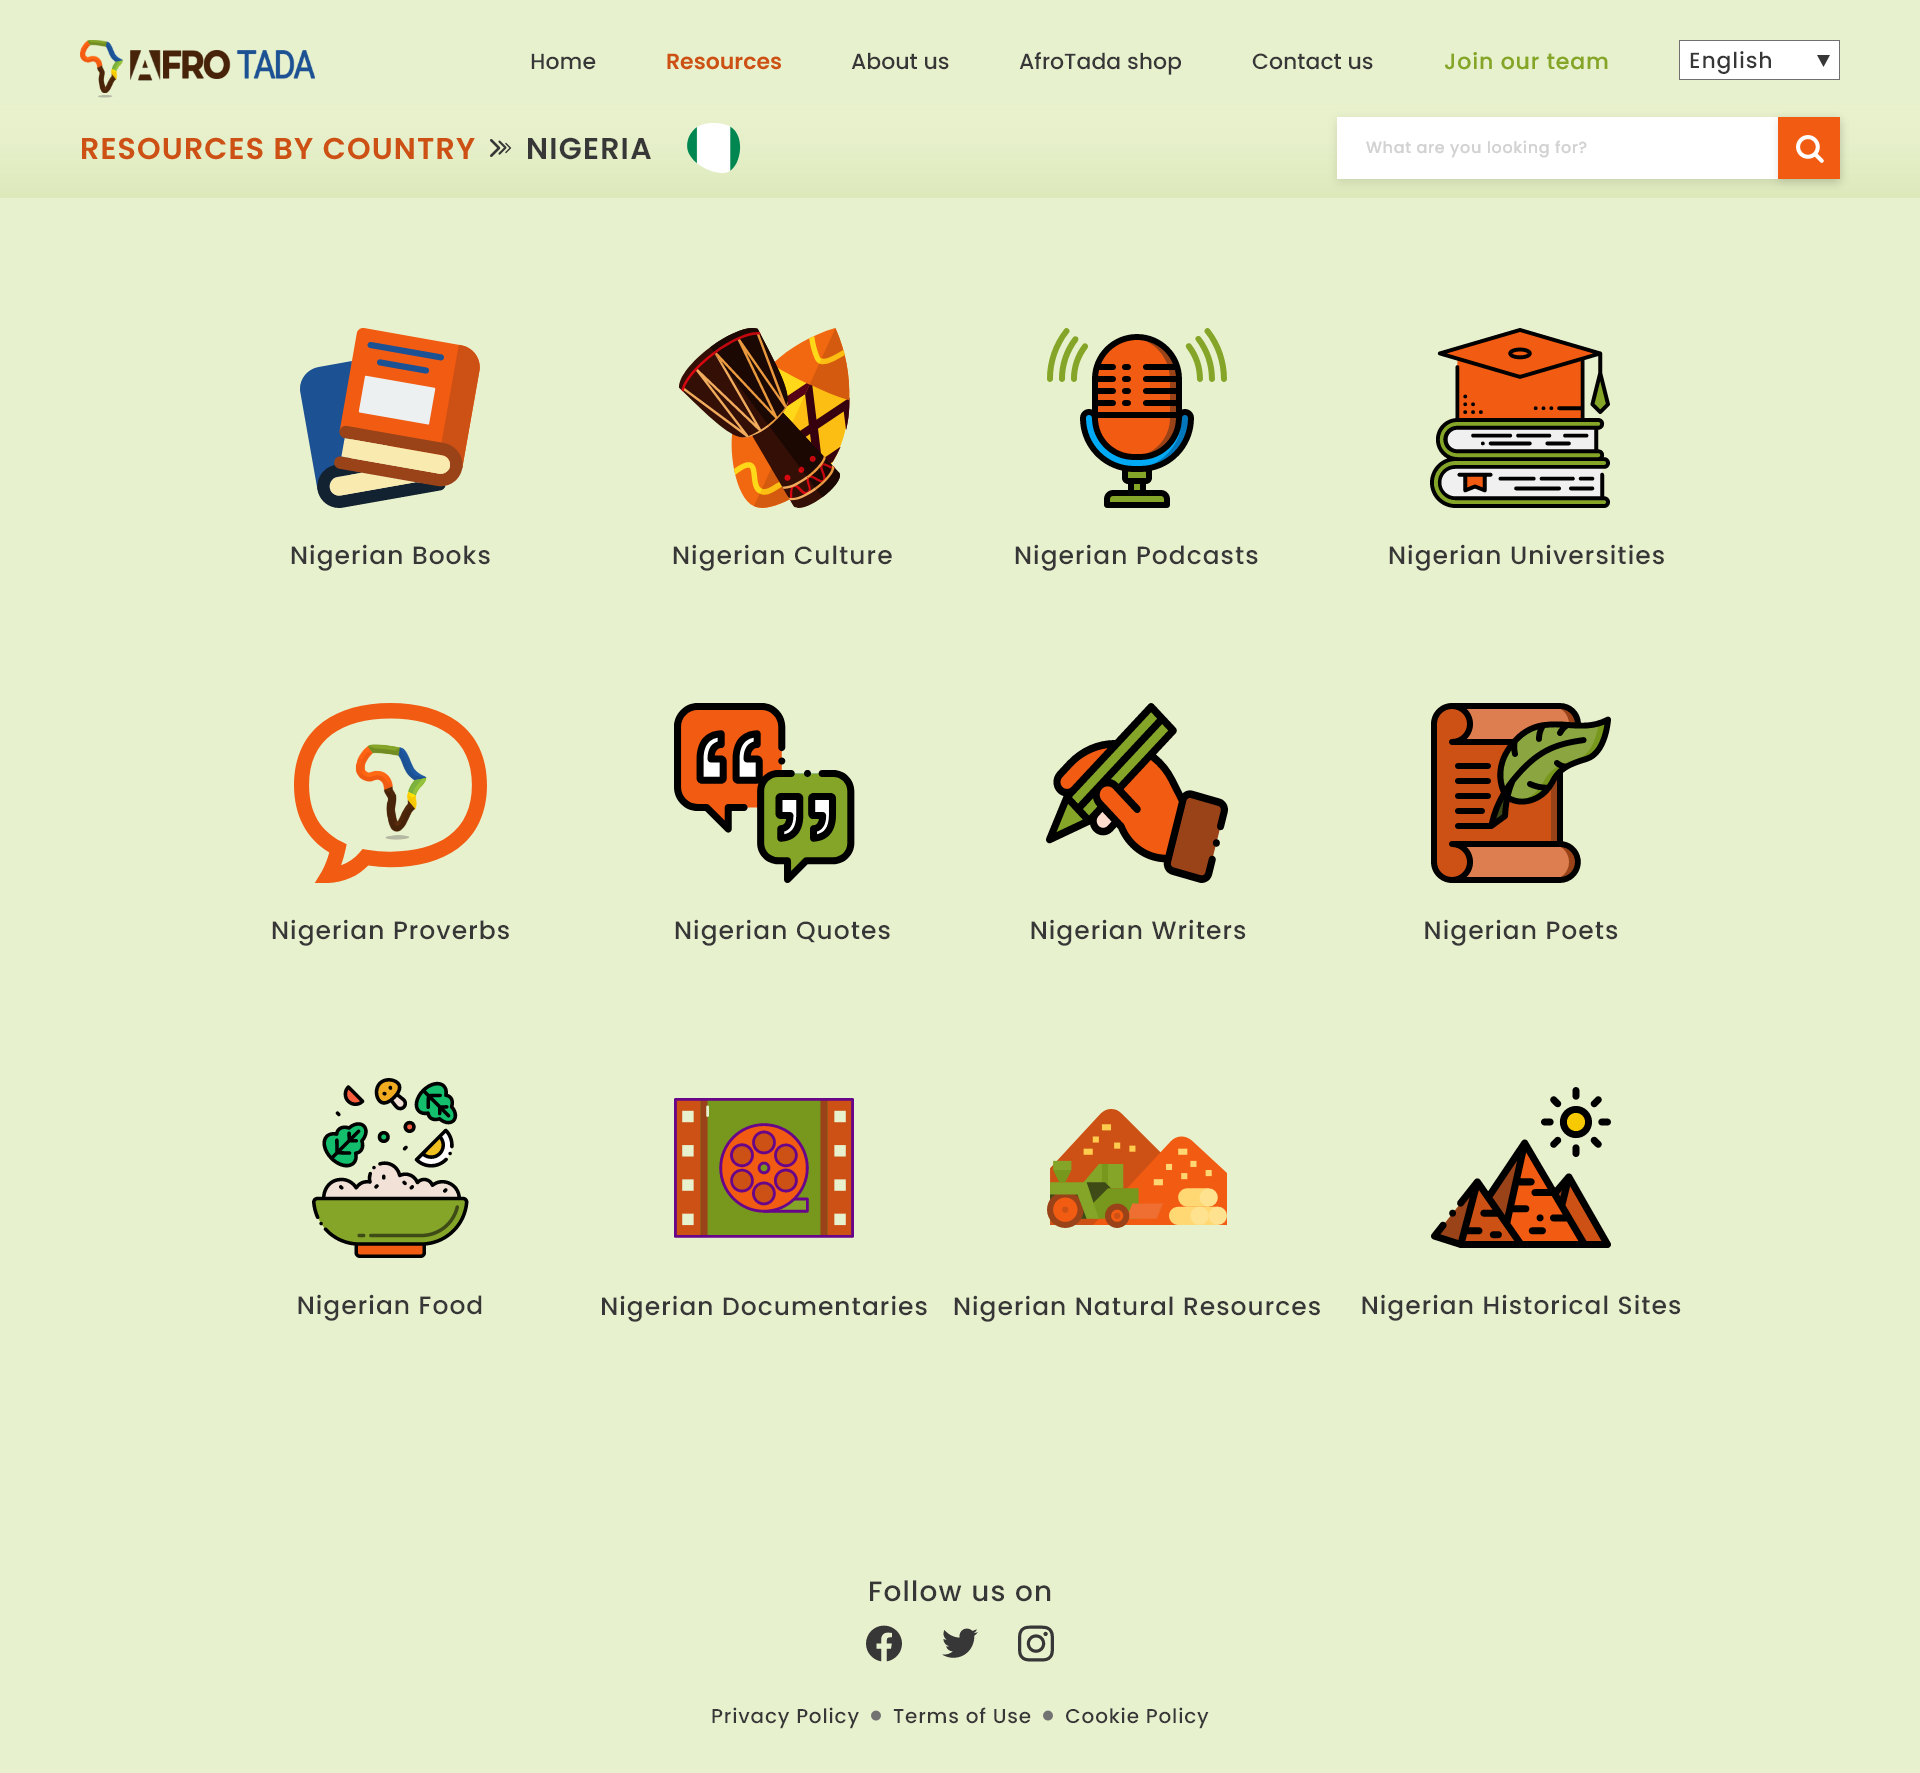 AFRO TADA
Home
Resources
About us
AfroTada shop
Contact us
Join our team
English
RESOURCES BY COUNTRY
NIGERIA
What are you looking for?
Nigerian Books
Nigerian Culture
Nigerian Podcasts
Nigerian Universities
Nigerian Proverbs
Nigerian Quotes
Nigerian Writers
Nigerian Poets
Nigerian Food
Nigerian Documentaries
Nigerian Natural Resources
Nigerian Historical Sites
Follow us on
Privacy Policy ● Terms of Use ● Cookie Policy